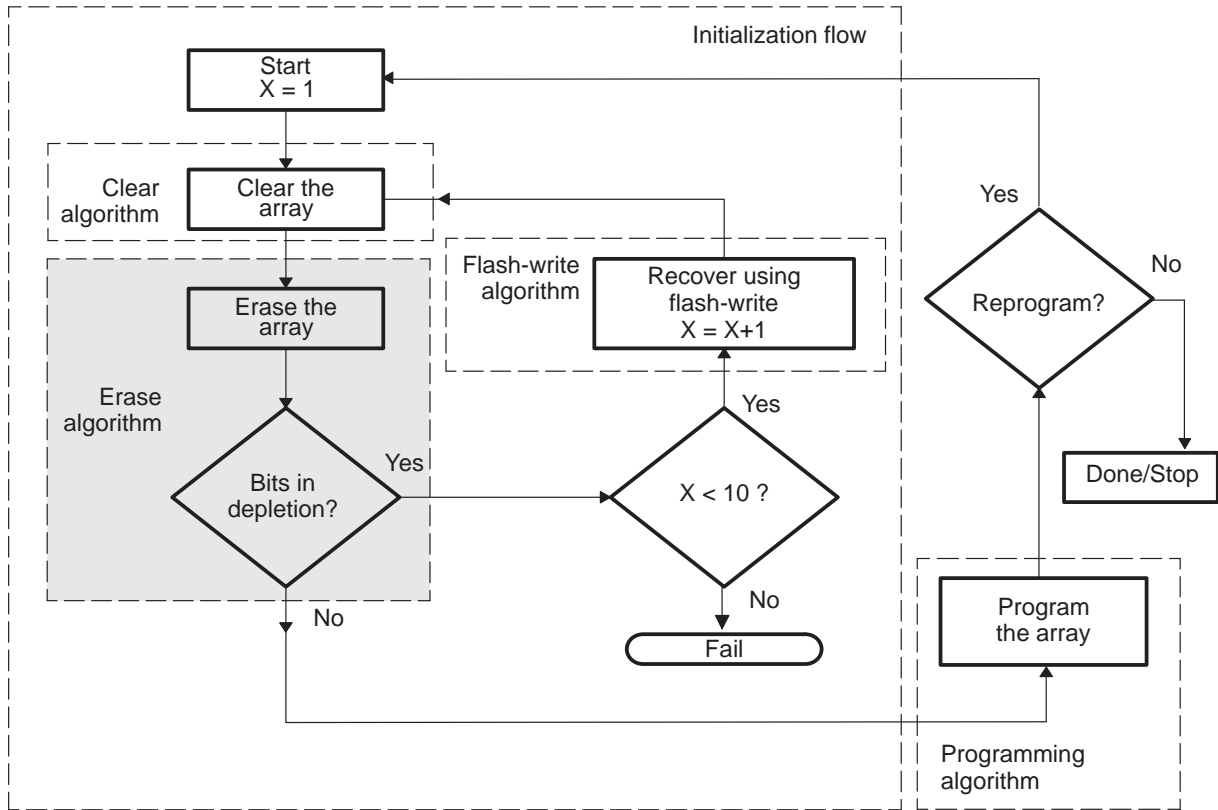 Initialization flow
Start
X = 1
Clear
algorithm
Clear the
array
Yes
Flash-write
algorithm
Recover using
flash-write
X = X+1
No
Reprogram?
Erase the
array
Erase
algorithm
Yes
Yes
Bits in
depletion?
X < 10 ?
Done/Stop
No
No
Fail
Program
the array
Programming
algorithm